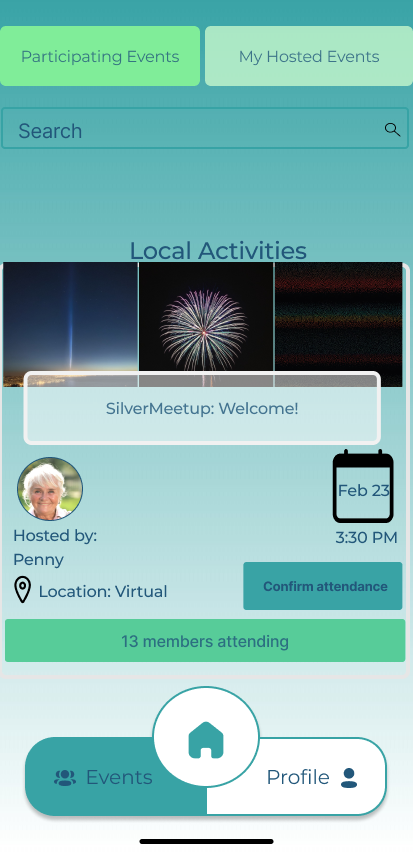 Participating Events
My Hosted Events
Search
Local Activities
SilverMeetup: Welcome!
Feb 23
Hosted by:
Penny
3:30 PM
Location: Virtual
Confirm attendance
13 members attending
Events
Profile